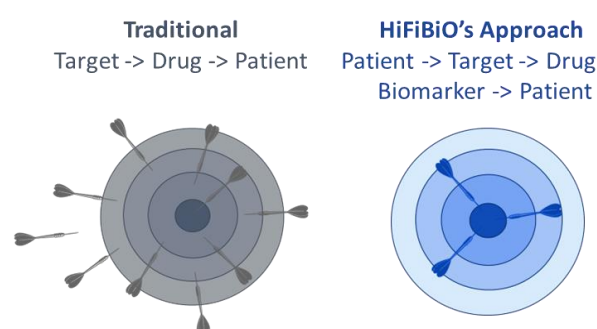 Traditional
Target -> Drug -> Patient
HiFiBiO's Approach
Patient -> Target -> Drug
Biomarker -> Patient